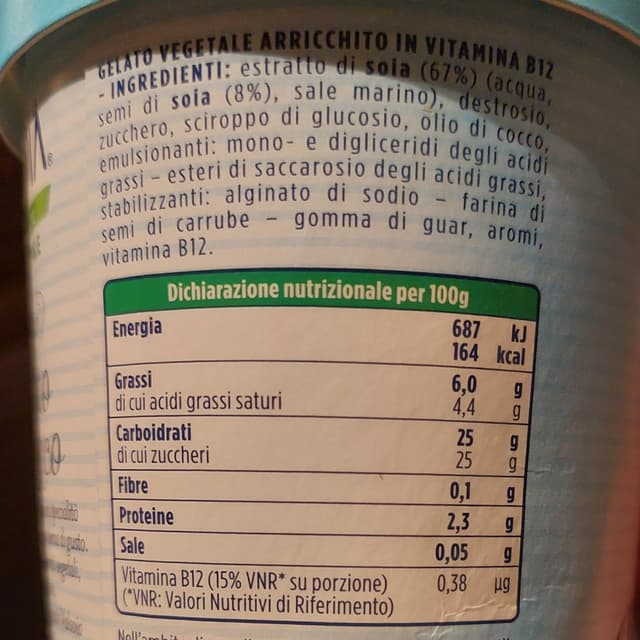 GELATO VEGETALE ARRICCHITO IN VITAMINA B12
- INGREDIENTI: estratto di soia (67%) (acqua,
semi di soia (8%), sale marino), destrosio,
zucchero, sciroppo di glucosio, olio di cocco,
emulsionanti: mono- e digliceridi degli acidi
grassi – esteri di saccarosio degli acidi grassi,
stabilizzanti: alginato di sodio – farina di
semi di carrube – gomma di guar, aromi,
vitamina B12.
Dichiarazione nutrizionale per 100g
Energia 687 kJ
164 kcal
Grassi 6,0 g
di cui acidi grassi saturi 4,4 g
Carboidrati 25 g
di cui zuccheri 25 g
Fibre 0,1 g
Proteine 2,3 g
Sale 0,05 g
Vitamina B12 (15% VNR* su porzione) 0,38 µg
(*VNR: Valori Nutritivi di Riferimento)